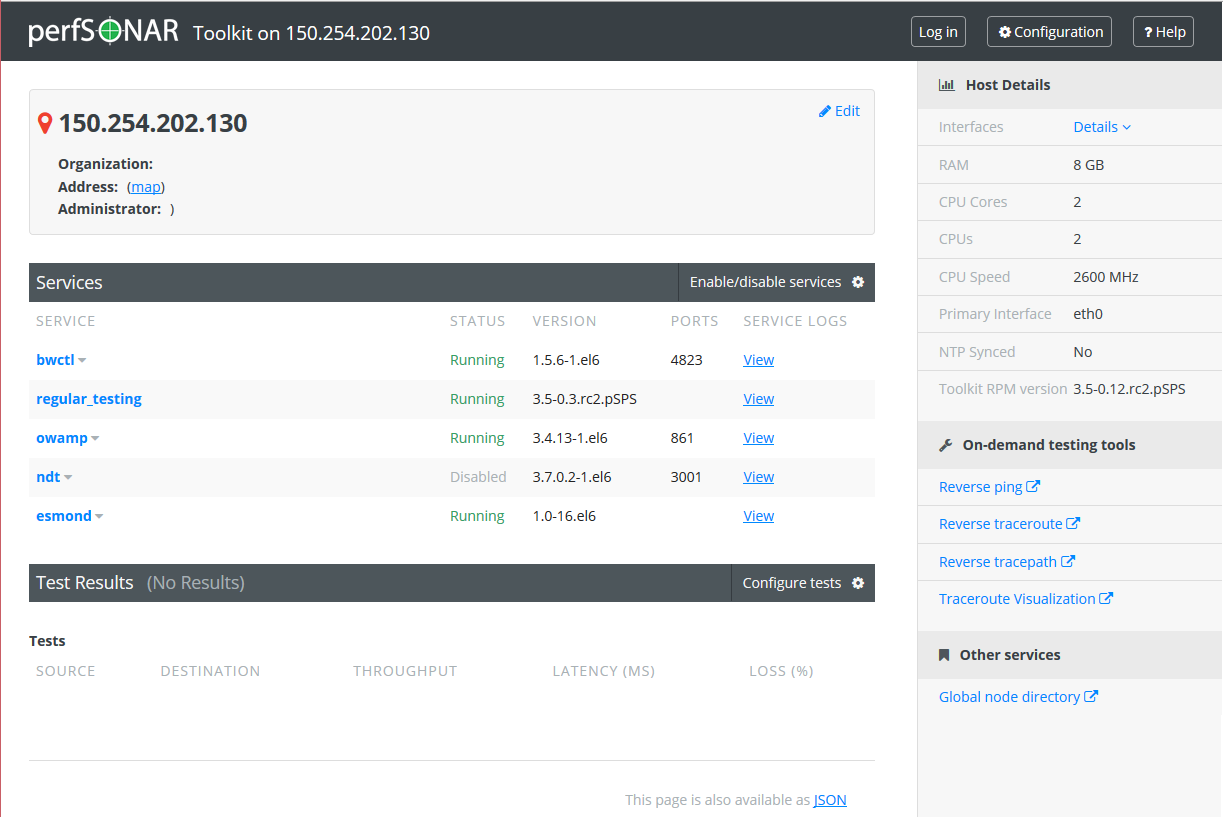 perfSONAR Toolkit on 150.254.202.130 Log in Configuration ? Help
150.254.202.130 Edit
Organization:
Address: (map)
Administrator: )
Services Enable/disable services
SERVICE STATUS VERSION PORTS SERVICE LOGS
bwctl Running 1.5.6-1.el6 4823 View
regular_testing Running 3.5-0.3.rc2.pSPS View
owamp Running 3.4.13-1.el6 861 View
ndt Disabled 3.7.0.2-1.el6 3001 View
esmond Running 1.0-16.el6 View
Test Results (No Results) Configure tests
Tests
SOURCE DESTINATION THROUGHPUT LATENCY (MS) LOSS (%)
This page is also available as JSON
Host Details
Interfaces Details
RAM 8 GB
CPU Cores 2
CPUs 2
CPU Speed 2600 MHz
Primary Interface eth0
NTP Synced No
Toolkit RPM version 3.5-0.12.rc2.pSPS
On-demand testing tools
Reverse ping
Reverse traceroute
Reverse tracepath
Traceroute Visualization
Other services
Global node directory